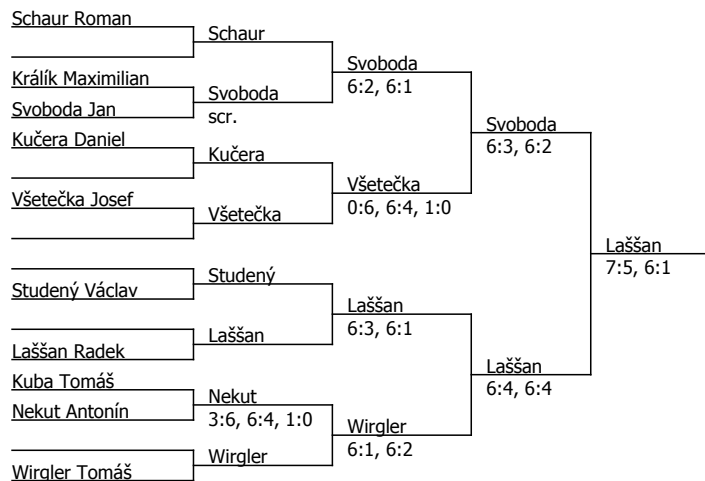 Schaur Roman
Králík Maximilian
Svoboda Jan
Kučera Daniel
Všetečka Josef
Studený Václav
Laššan Radek
Kuba Tomáš
Nekut Antonín
Wirgler Tomáš
Schaur
Svoboda
scr.
Kučera
Všetečka
Studený
Laššan
Nekut
3:6, 6:4, 1:0
Wirgler
Svoboda
6:2, 6:1
Všetečka
0:6, 6:4, 1:0
Laššan
6:3, 6:1
Wirgler
6:1, 6:2
Svoboda
6:3, 6:2
Laššan
6:4, 6:4
Laššan
7:5, 6:1